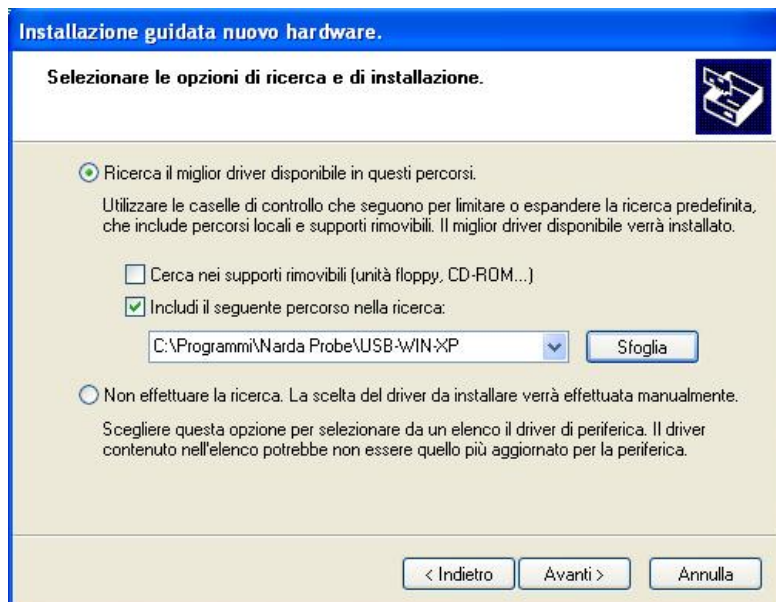 Installazione guidata nuovo hardware.
Selezionare le opzioni di ricerca e di installazione.
Ricerca il miglior driver disponibile in questi percorsi.
Utilizzare le caselle di controllo che seguono per limitare o espandere la ricerca predefinita,
che include percorsi locali e supporti rimovibili. Il miglior driver disponibile verrà installato.
Cerca nei supporti rimovibili (unità floppy, CD-ROM...)
Includi il seguente percorso nella ricerca:
C:\Programmi\Narda Probe\USB-WIN-XP
Sfoglia
Non effettuare la ricerca. La scelta del driver da installare verrà effettuata manualmente.
Scegliere questa opzione per selezionare da un elenco il driver di periferica. Il driver
contenuto nell'elenco potrebbe non essere quello più aggiornato per la periferica.
< Indietro
Avanti >
Annulla